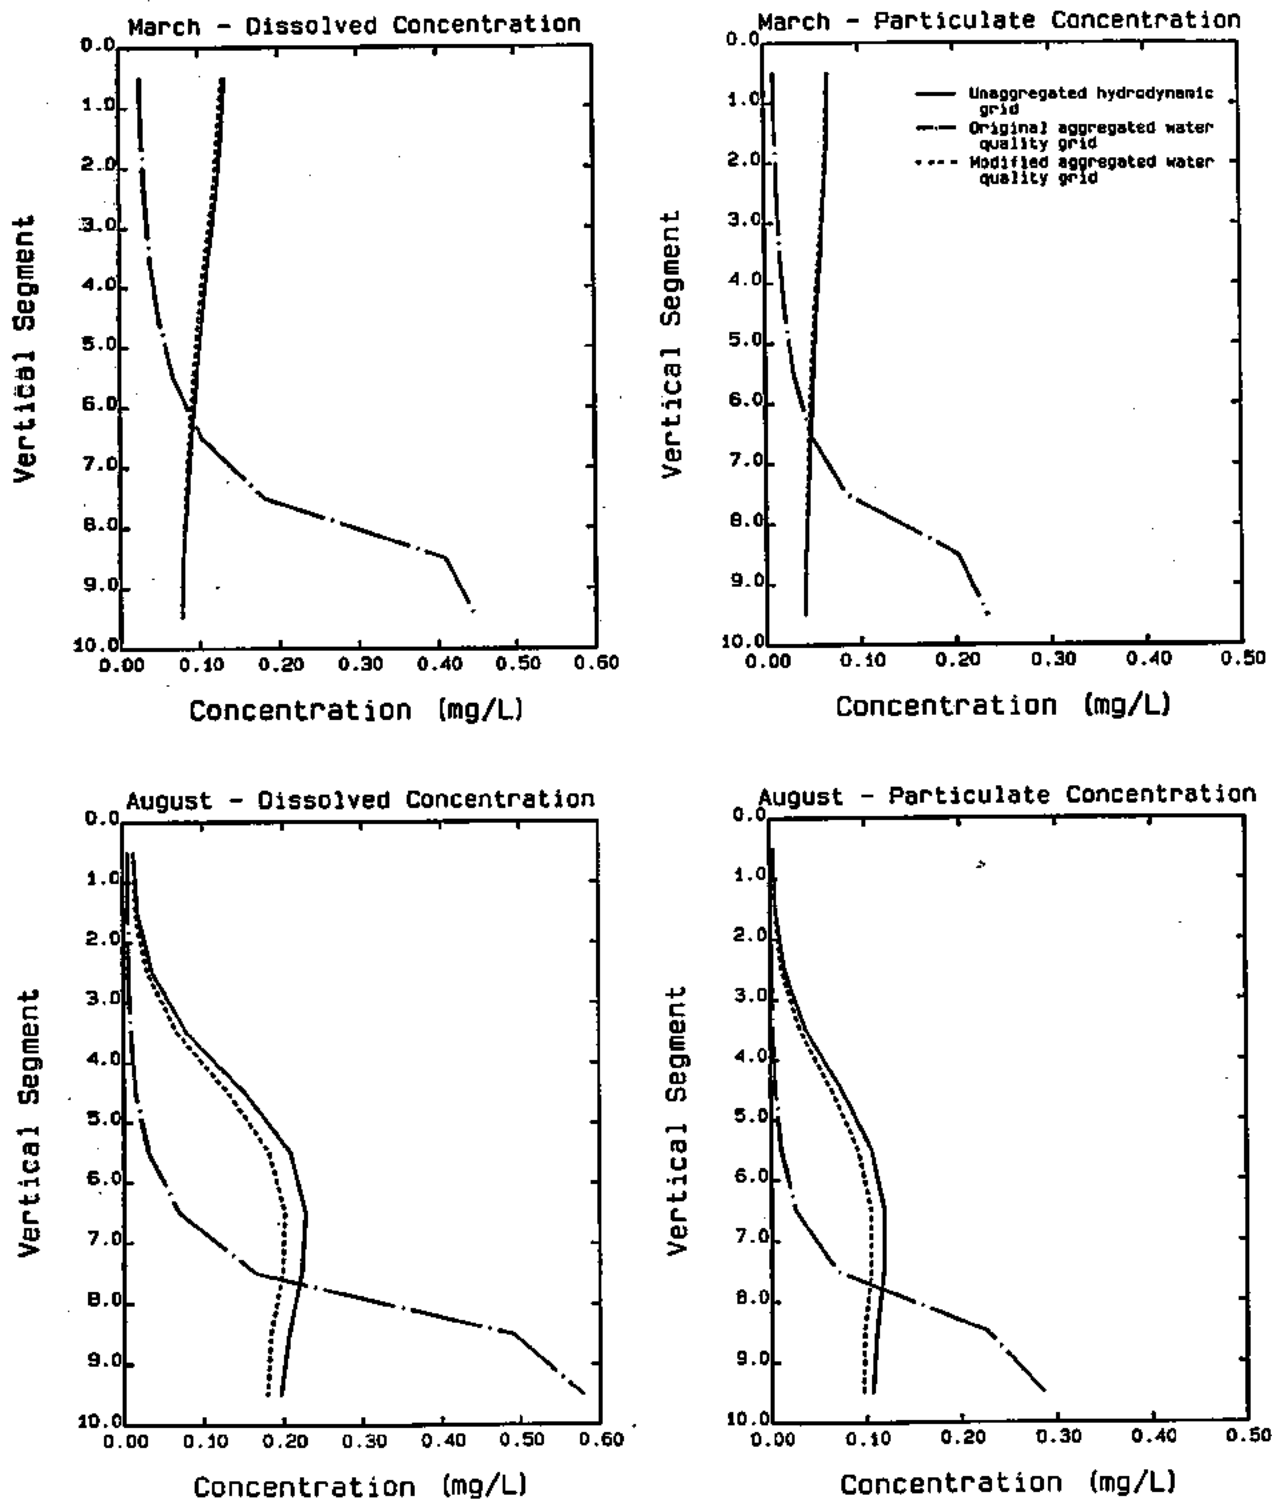 March - Dissolved Concentration
0.0
1.0
2.0
3.0
4.0
5.0
6.0
7.0
8.0
9.0
10.0
0.00 0.10 0.20 0.30 0.40 0.50 0.60
Vertical Segment
Concentration (mg/L)
March - Particulate Concentration
0.0
1.0
2.0
3.0
4.0
5.0
6.0
7.0
8.0
9.0
10.0
0.00 0.10 0.20 0.30 0.40 0.50
Vertical Segment
Concentration (mg/L)
Unaggregated hydrodynamic
grid
Original aggregated water
quality grid
Modified aggregated water
quality grid
August - Dissolved Concentration
0.0
1.0
2.0
3.0
4.0
5.0
6.0
7.0
8.0
9.0
10.0
0.00 0.10 0.20 0.30 0.40 0.50 0.60
Vertical Segment
Concentration (mg/L)
August - Particulate Concentration
0.0
1.0
2.0
3.0
4.0
5.0
6.0
7.0
8.0
9.0
10.0
0.00 0.10 0.20 0.30 0.40 0.50
Vertical Segment
Concentration (mg/L)